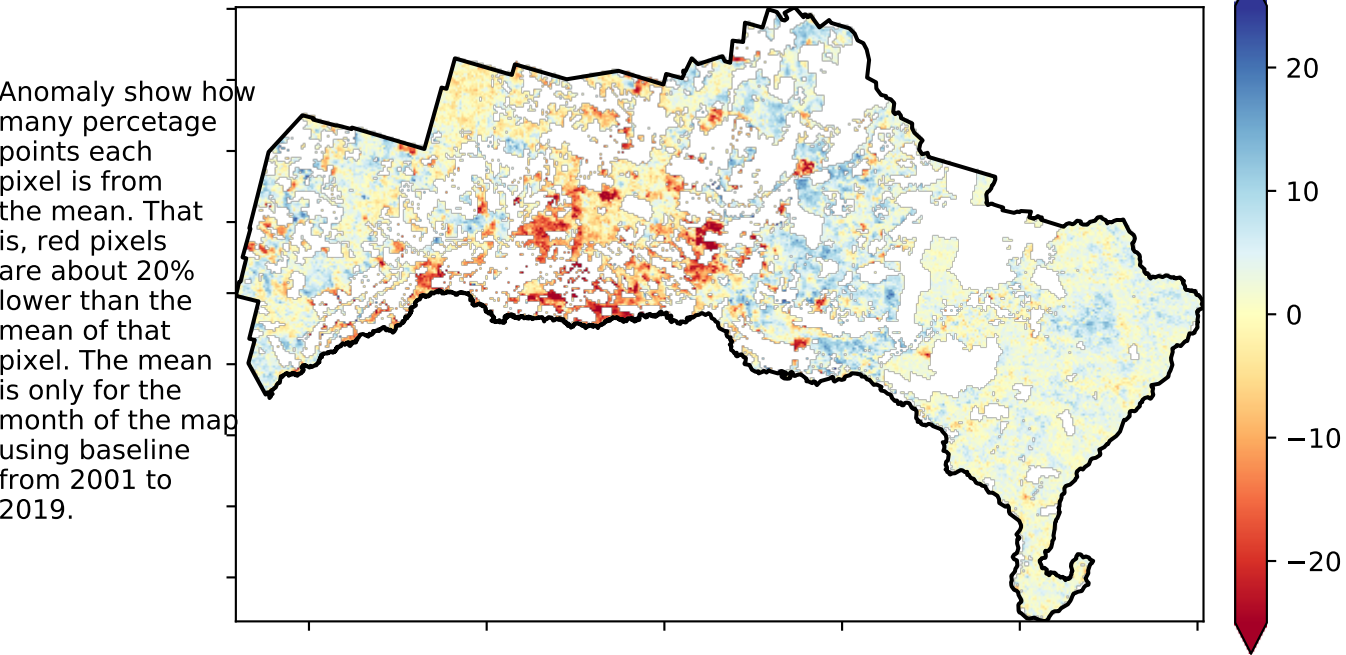 Anomaly show how
many percetage
points each
pixel is from
the mean. That
is, red pixels
are about 20%
lower than the
mean of that
pixel. The mean
is only for the
month of the map
using baseline
from 2001 to
2019.
20
10
0
−10
−20